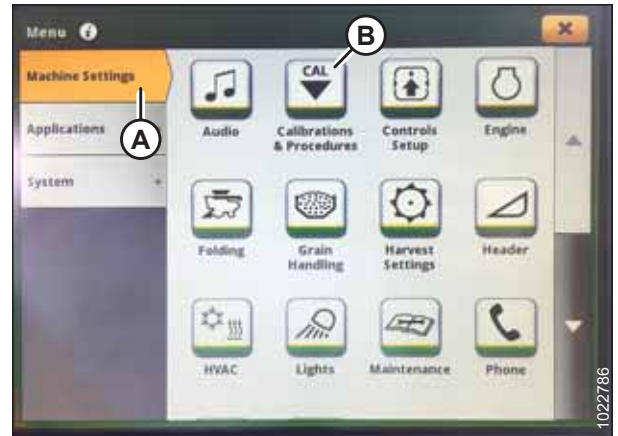 Menu i
B
Machine Settings
A
Applications
System
CAL
Audio
Calibrations
& Procedures
Controls
Setup
Engine
Folding
Grain
Handling
Harvest
Settings
Header
HVAC
Lights
Maintenance
Phone
1022786